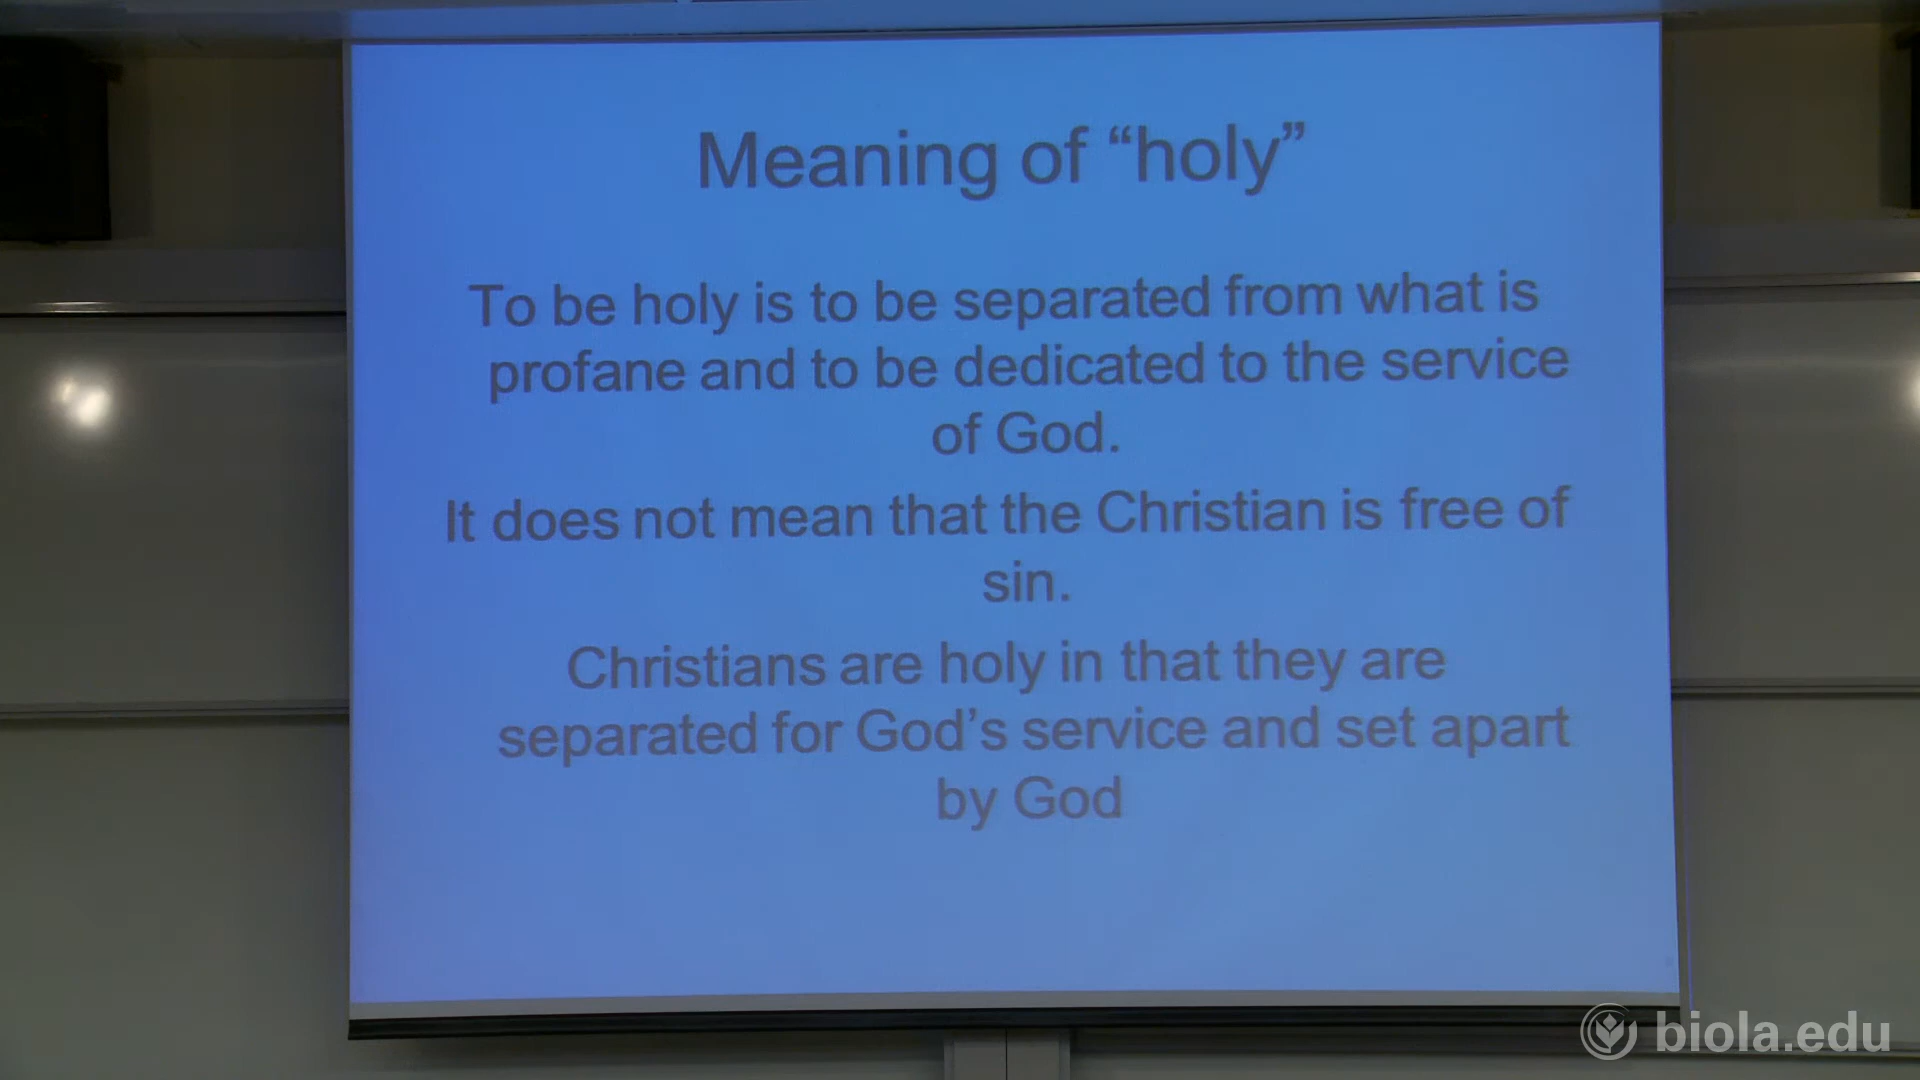 Meaning of “holy”
To be holy is to be separated from what is
profane and to be dedicated to the service
of God.
It does not mean that the Christian is free of
sin.
Christians are holy in that they are
separated for God’s service and set apart
by God
biola.edu